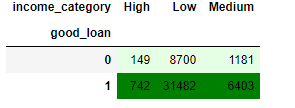 income_category High Low Medium
good_loan
0 149 8700 1181
1 742 31482 6403